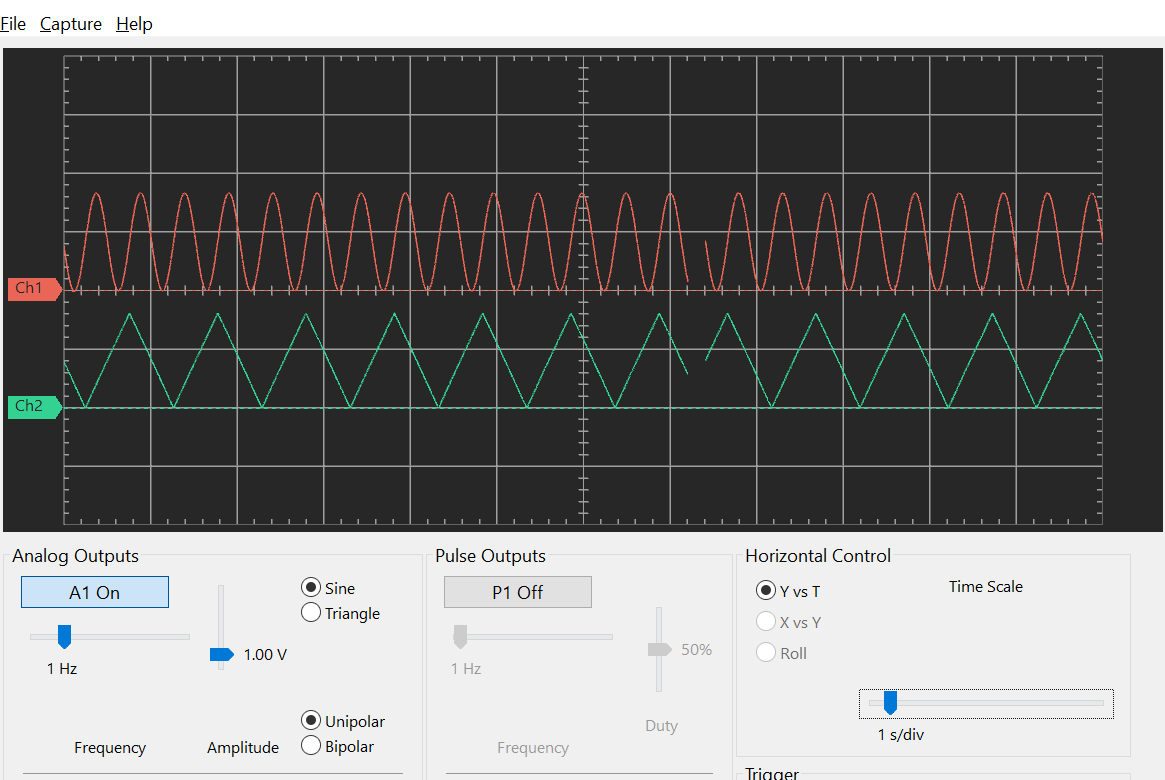 File Capture Help
Ch1
Ch2
Analog Outputs
A1 On
1 Hz
1.00 V
Sine
Triangle
Unipolar
Bipolar
Frequency
Amplitude
Pulse Outputs
P1 Off
1 Hz
50%
Duty
Frequency
Horizontal Control
Y vs T
X vs Y
Roll
Time Scale
1 s/div
Trigger